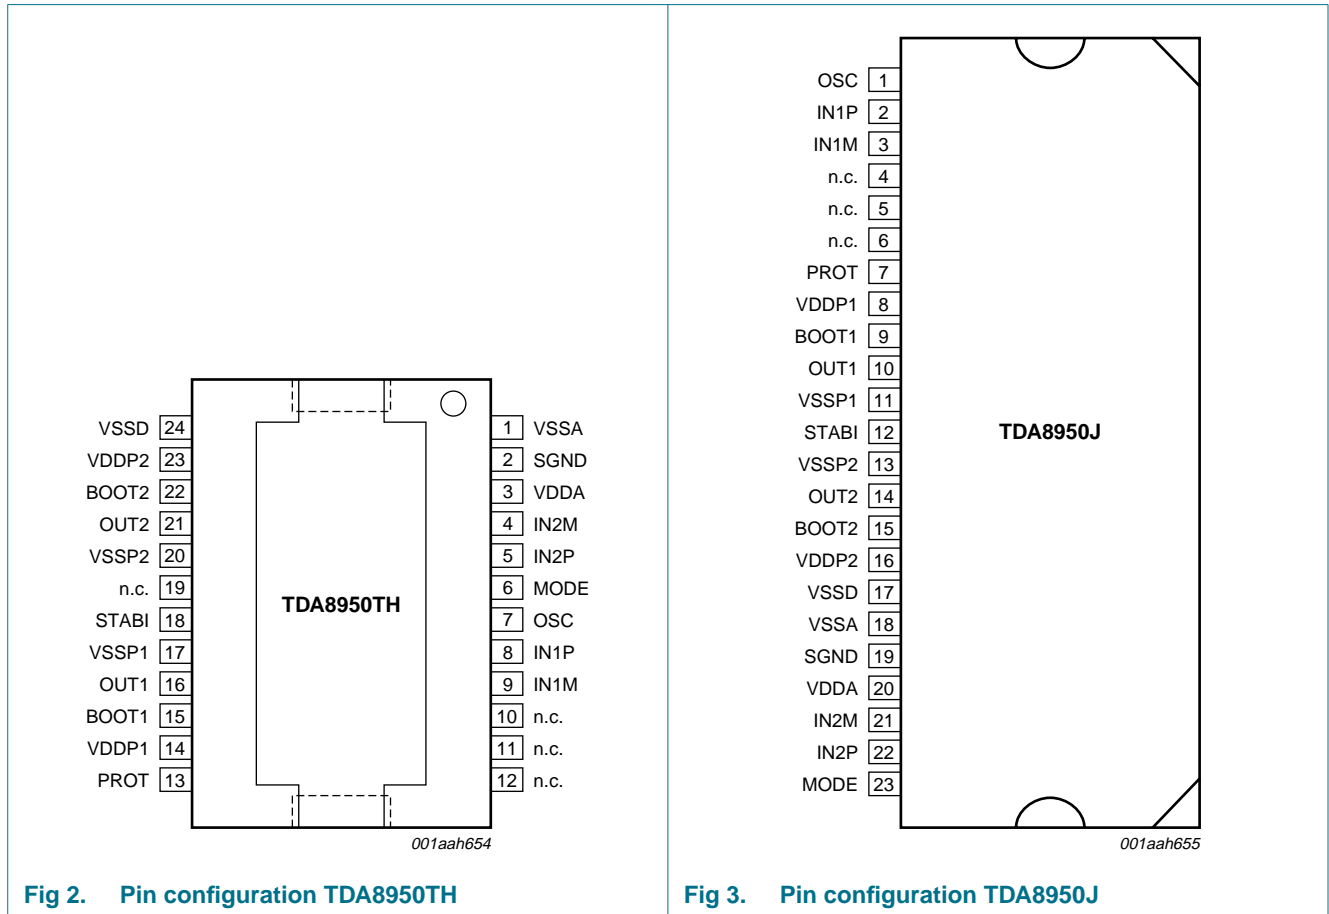 VSSD 24
VDDP2 23
BOOT2 22
OUT2 21
VSSP2 20
n.c. 19
STABI 18
VSSP1 17
OUT1 16
BOOT1 15
VDDP1 14
PROT 13
TDA8950TH
1 VSSA
2 SGND
3 VDDA
4 IN2M
5 IN2P
6 MODE
7 OSC
8 IN1P
9 IN1M
10 n.c.
11 n.c.
12 n.c.
001aah654
Fig 2. Pin configuration TDA8950TH
OSC 1
IN1P 2
IN1M 3
n.c. 4
n.c. 5
n.c. 6
PROT 7
VDDP1 8
BOOT1 9
OUT1 10
VSSP1 11
STABI 12
VSSP2 13
OUT2 14
BOOT2 15
VDDP2 16
VSSD 17
VSSA 18
SGND 19
VDDA 20
IN2M 21
IN2P 22
MODE 23
TDA8950J
001aah655
Fig 3. Pin configuration TDA8950J